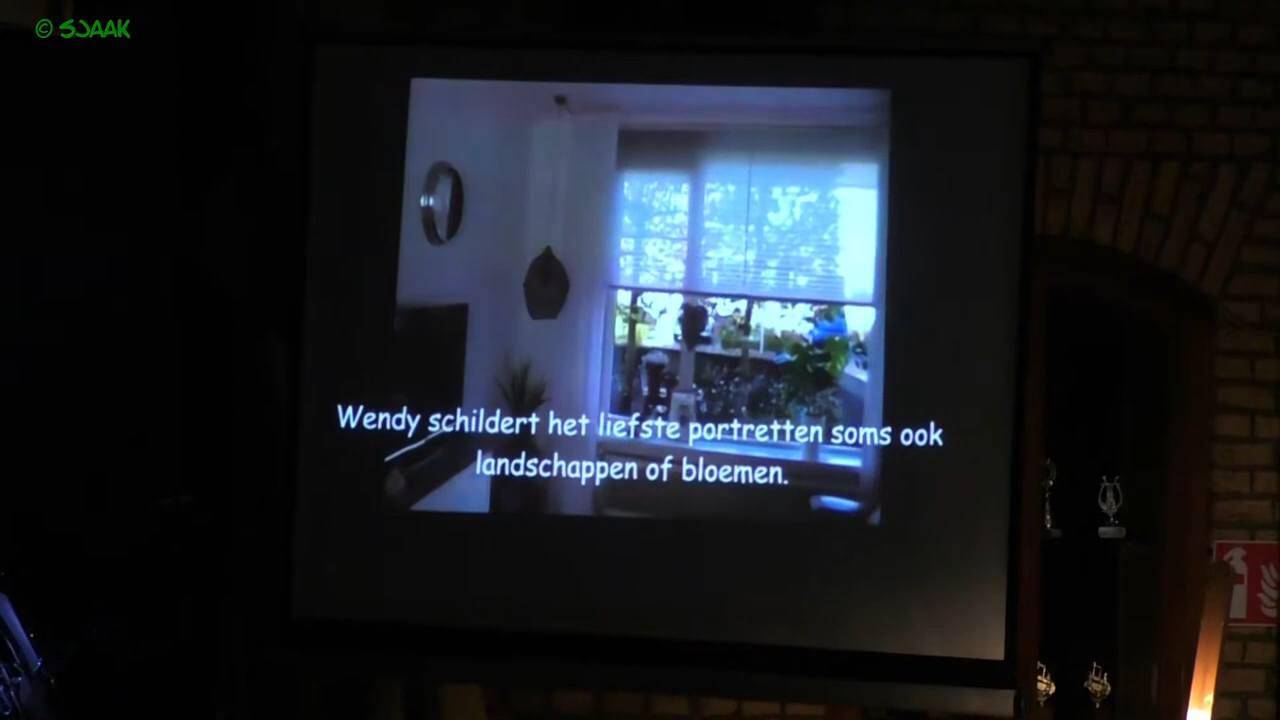 © SJAAK
Wendy schildert het liefste portretten soms ook
landschappen of bloemen.